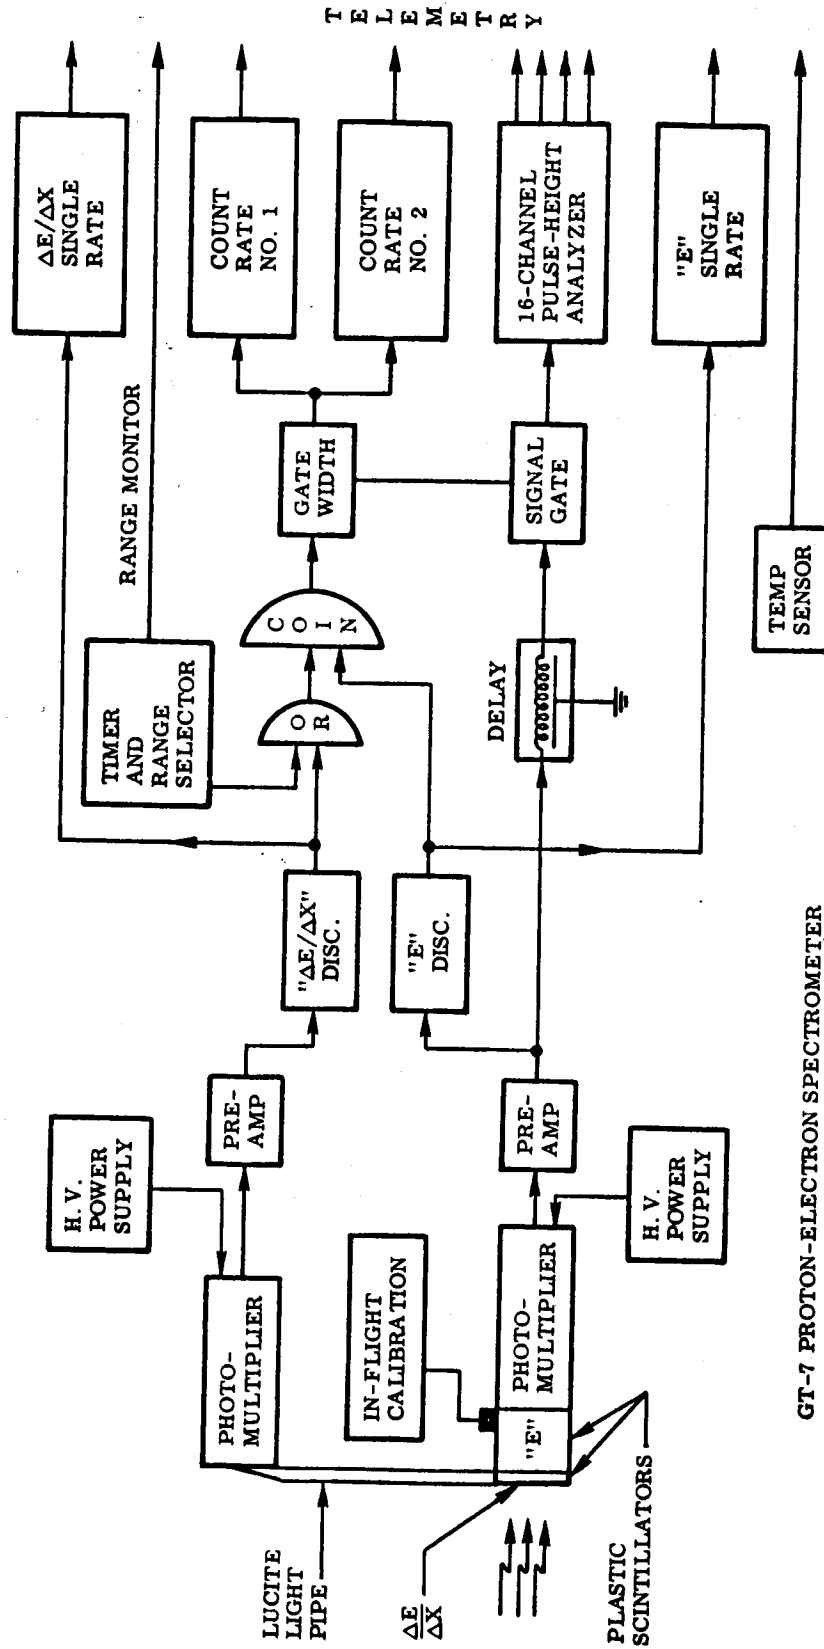 LUCITE
LIGHT
PIPE
ΔE
ΔX
PLASTIC
SCINTILLATORS
"E"
PHOTO-
MULTIPLIER
PHOTO-
MULTIPLIER
IN-FLIGHT
CALIBRATION
H. V.
POWER
SUPPLY
H. V.
POWER
SUPPLY
PRE-
AMP
PRE-
AMP
"ΔE/ΔX"
DISC.
"E"
DISC.
TIMER
AND
RANGE
SELECTOR
RANGE MONITOR
OR
COIN
DELAY
GATE
WIDTH
SIGNAL
GATE
TEMP
SENSOR
ΔE/ΔX
SINGLE
RATE
COUNT
RATE
NO. 1
COUNT
RATE
NO. 2
16-CHANNEL
PULSE-HEIGHT
ANALYZER
"E"
SINGLE
RATE
TELEMETRY
GT-7 PROTON-ELECTRON SPECTROMETER